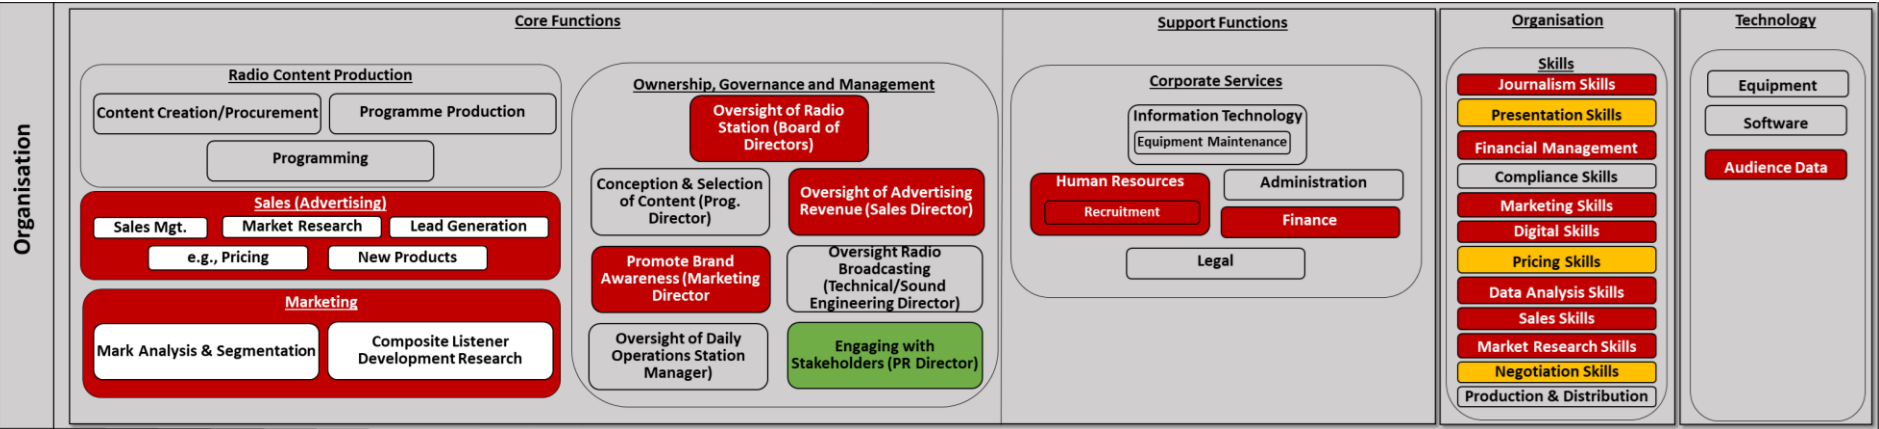 Organisation
Core Functions
Radio Content Production
Content Creation/Procurement
Programme Production
Programming
Sales (Advertising)
Sales Mgt.
Market Research
Lead Generation
e.g., Pricing
New Products
Marketing
Mark Analysis & Segmentation
Composite Listener
Development Research
Ownership, Governance and Management
Oversight of Radio
Station (Board of
Directors)
Conception & Selection
of Content (Prog.
Director)
Oversight of Advertising
Revenue (Sales Director)
Promote Brand
Awareness (Marketing
Director
Oversight Radio
Broadcasting
(Technical/Sound
Engineering Director)
Oversight of Daily
Operations Station
Manager)
Engaging with
Stakeholders (PR Director)
Support Functions
Corporate Services
Information Technology
Equipment Maintenance
Human Resources
Recruitment
Administration
Finance
Legal
Organisation
Skills
Journalism Skills
Presentation Skills
Financial Management
Compliance Skills
Marketing Skills
Digital Skills
Pricing Skills
Data Analysis Skills
Sales Skills
Market Research Skills
Negotiation Skills
Production & Distribution
Technology
Equipment
Software
Audience Data